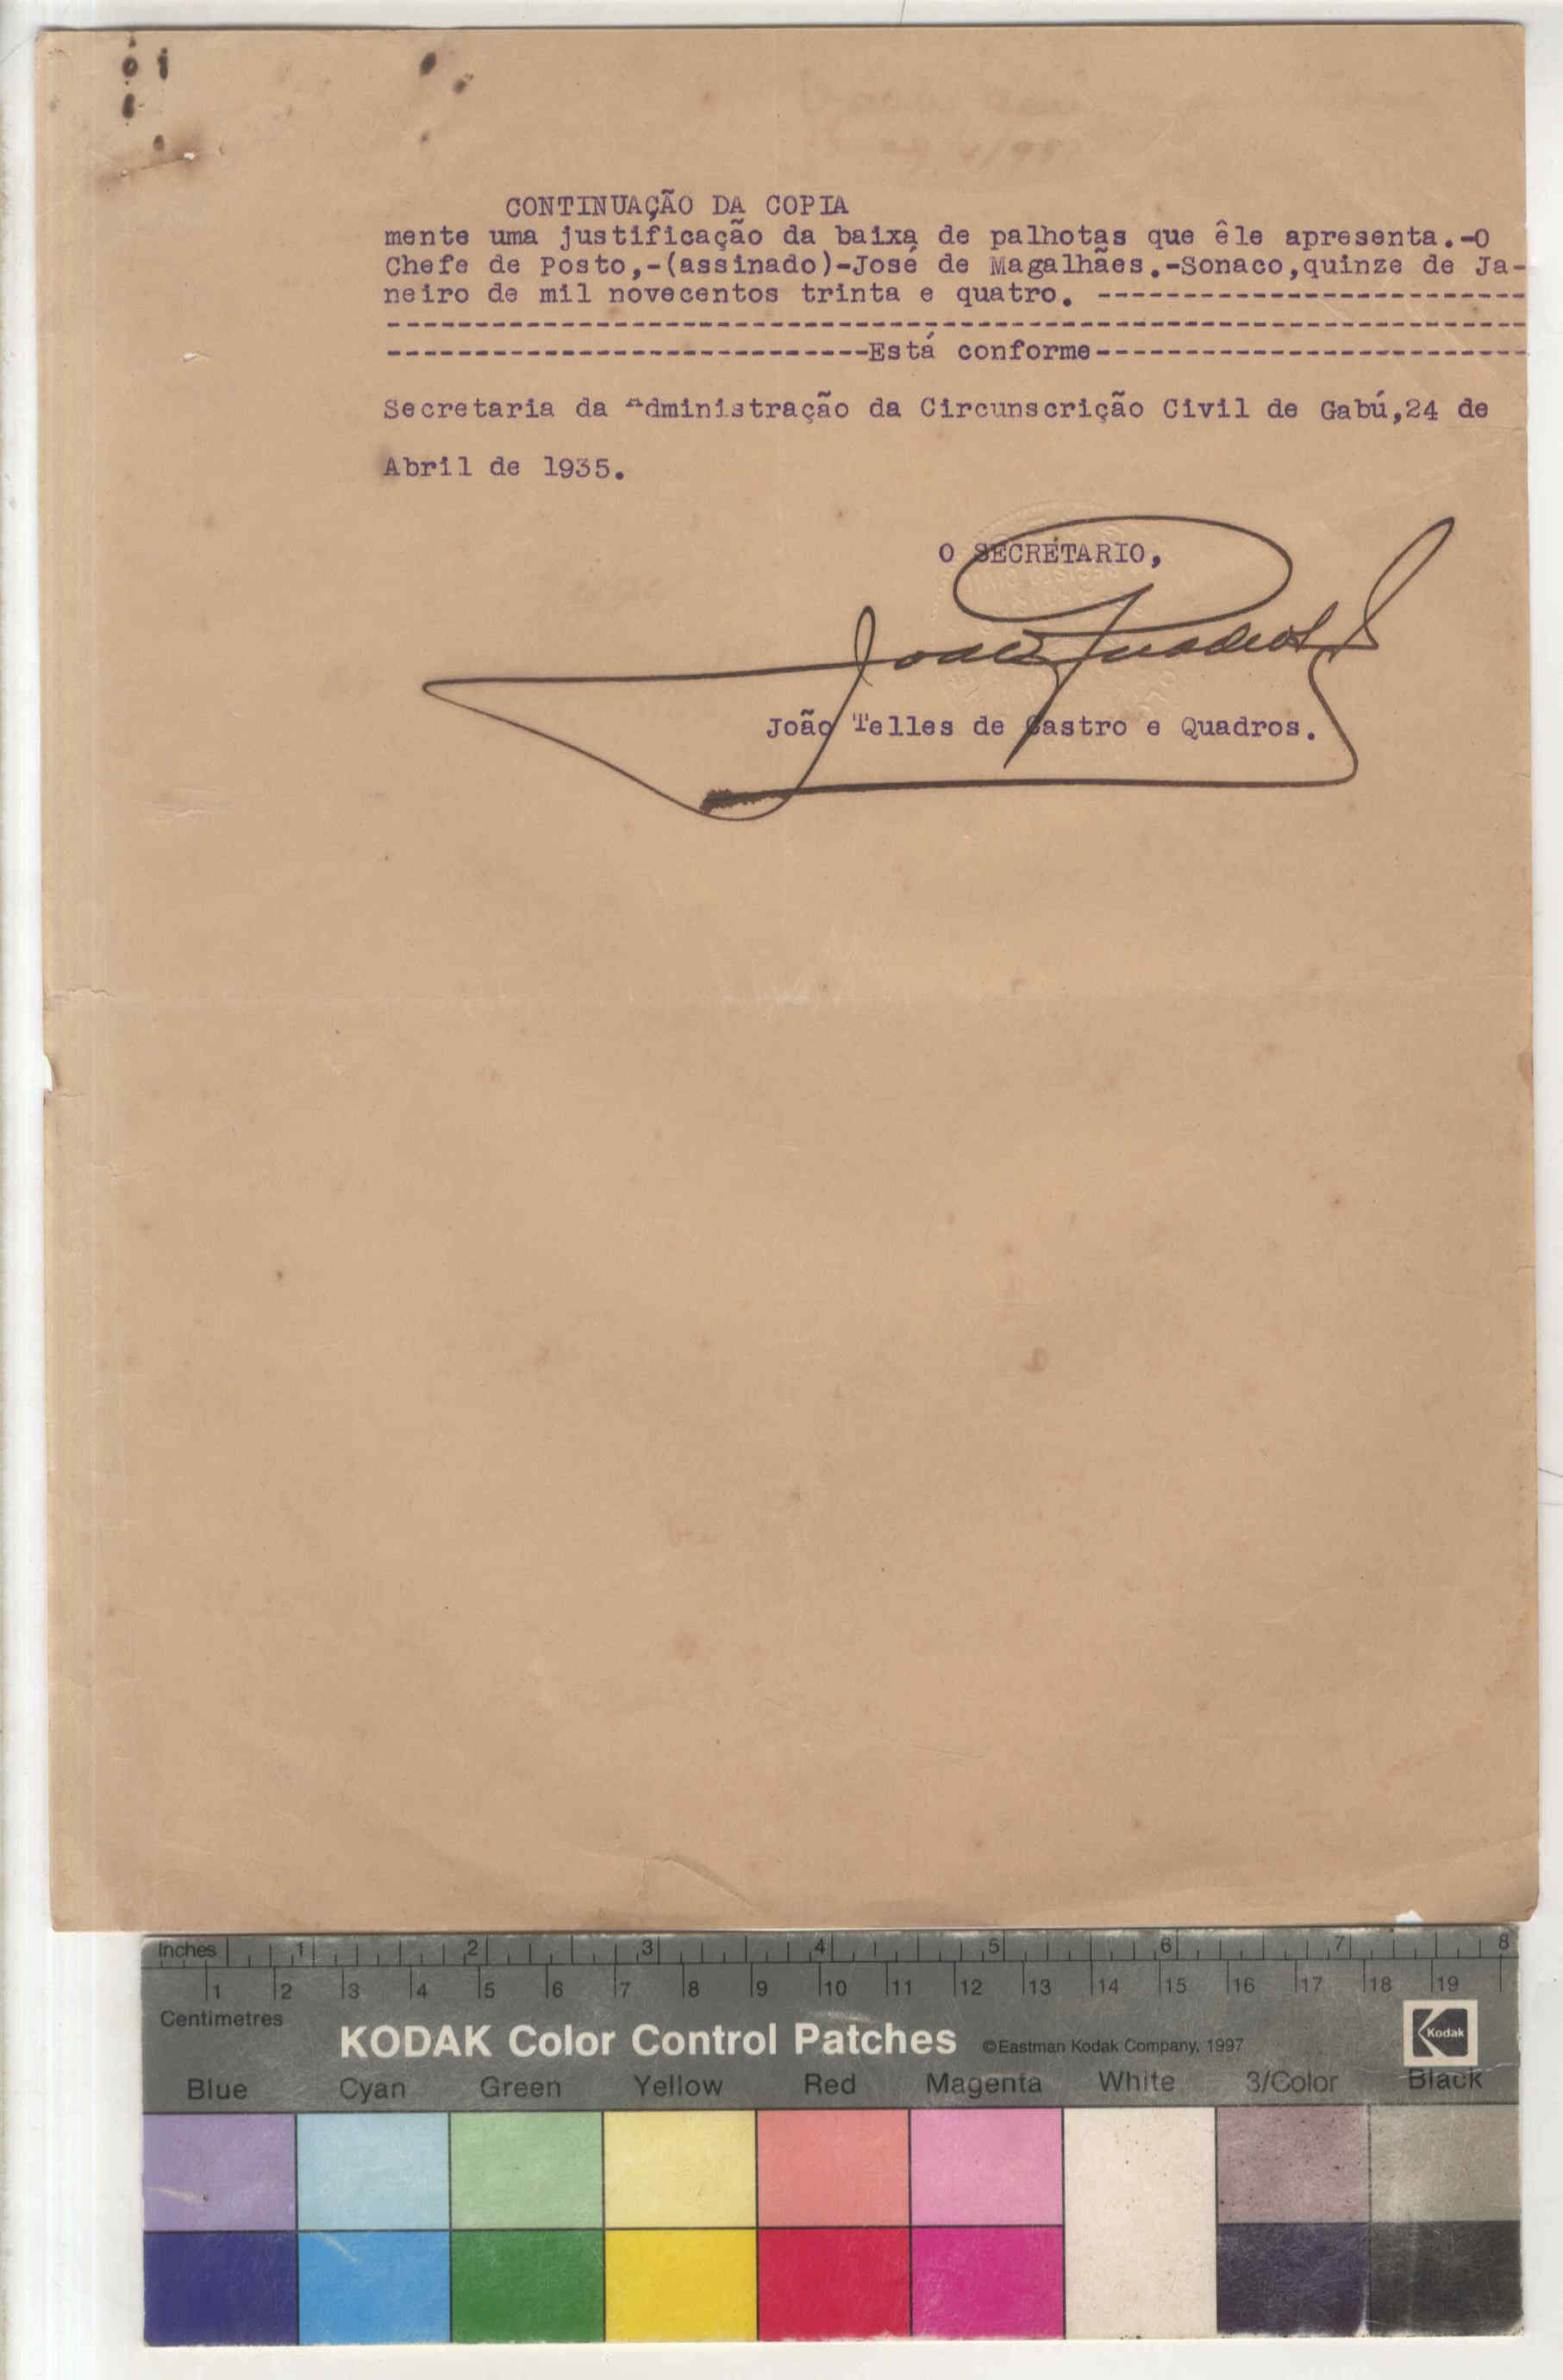 CONTINUAÇÃO DA COPIA
mente uma justificação da baixa de palhotas que êle apresenta.-O
Chefe de Posto,-(assinado)-José de Magalhães.-Sonaco,quinze de Ja-
neiro de mil novecentos trinta e quatro. -------------------------
------------------------------------------------------------------
----------------------------Está conforme-------------------------
Secretaria da Administração da Circunscrição Civil de Gabú,24 de
Abril de 1935.
O SECRETARIO,
João Quadros
João Telles de Castro e Quadros.
Inches 1 2 3 4 5 6 7 8
1 2 3 4 5 6 7 8 9 10 11 12 13 14 15 16 17 18 19
Centimetres
KODAK Color Control Patches ©Eastman Kodak Company, 1997 Kodak
Blue Cyan Green Yellow Red Magenta White 3/Color Black